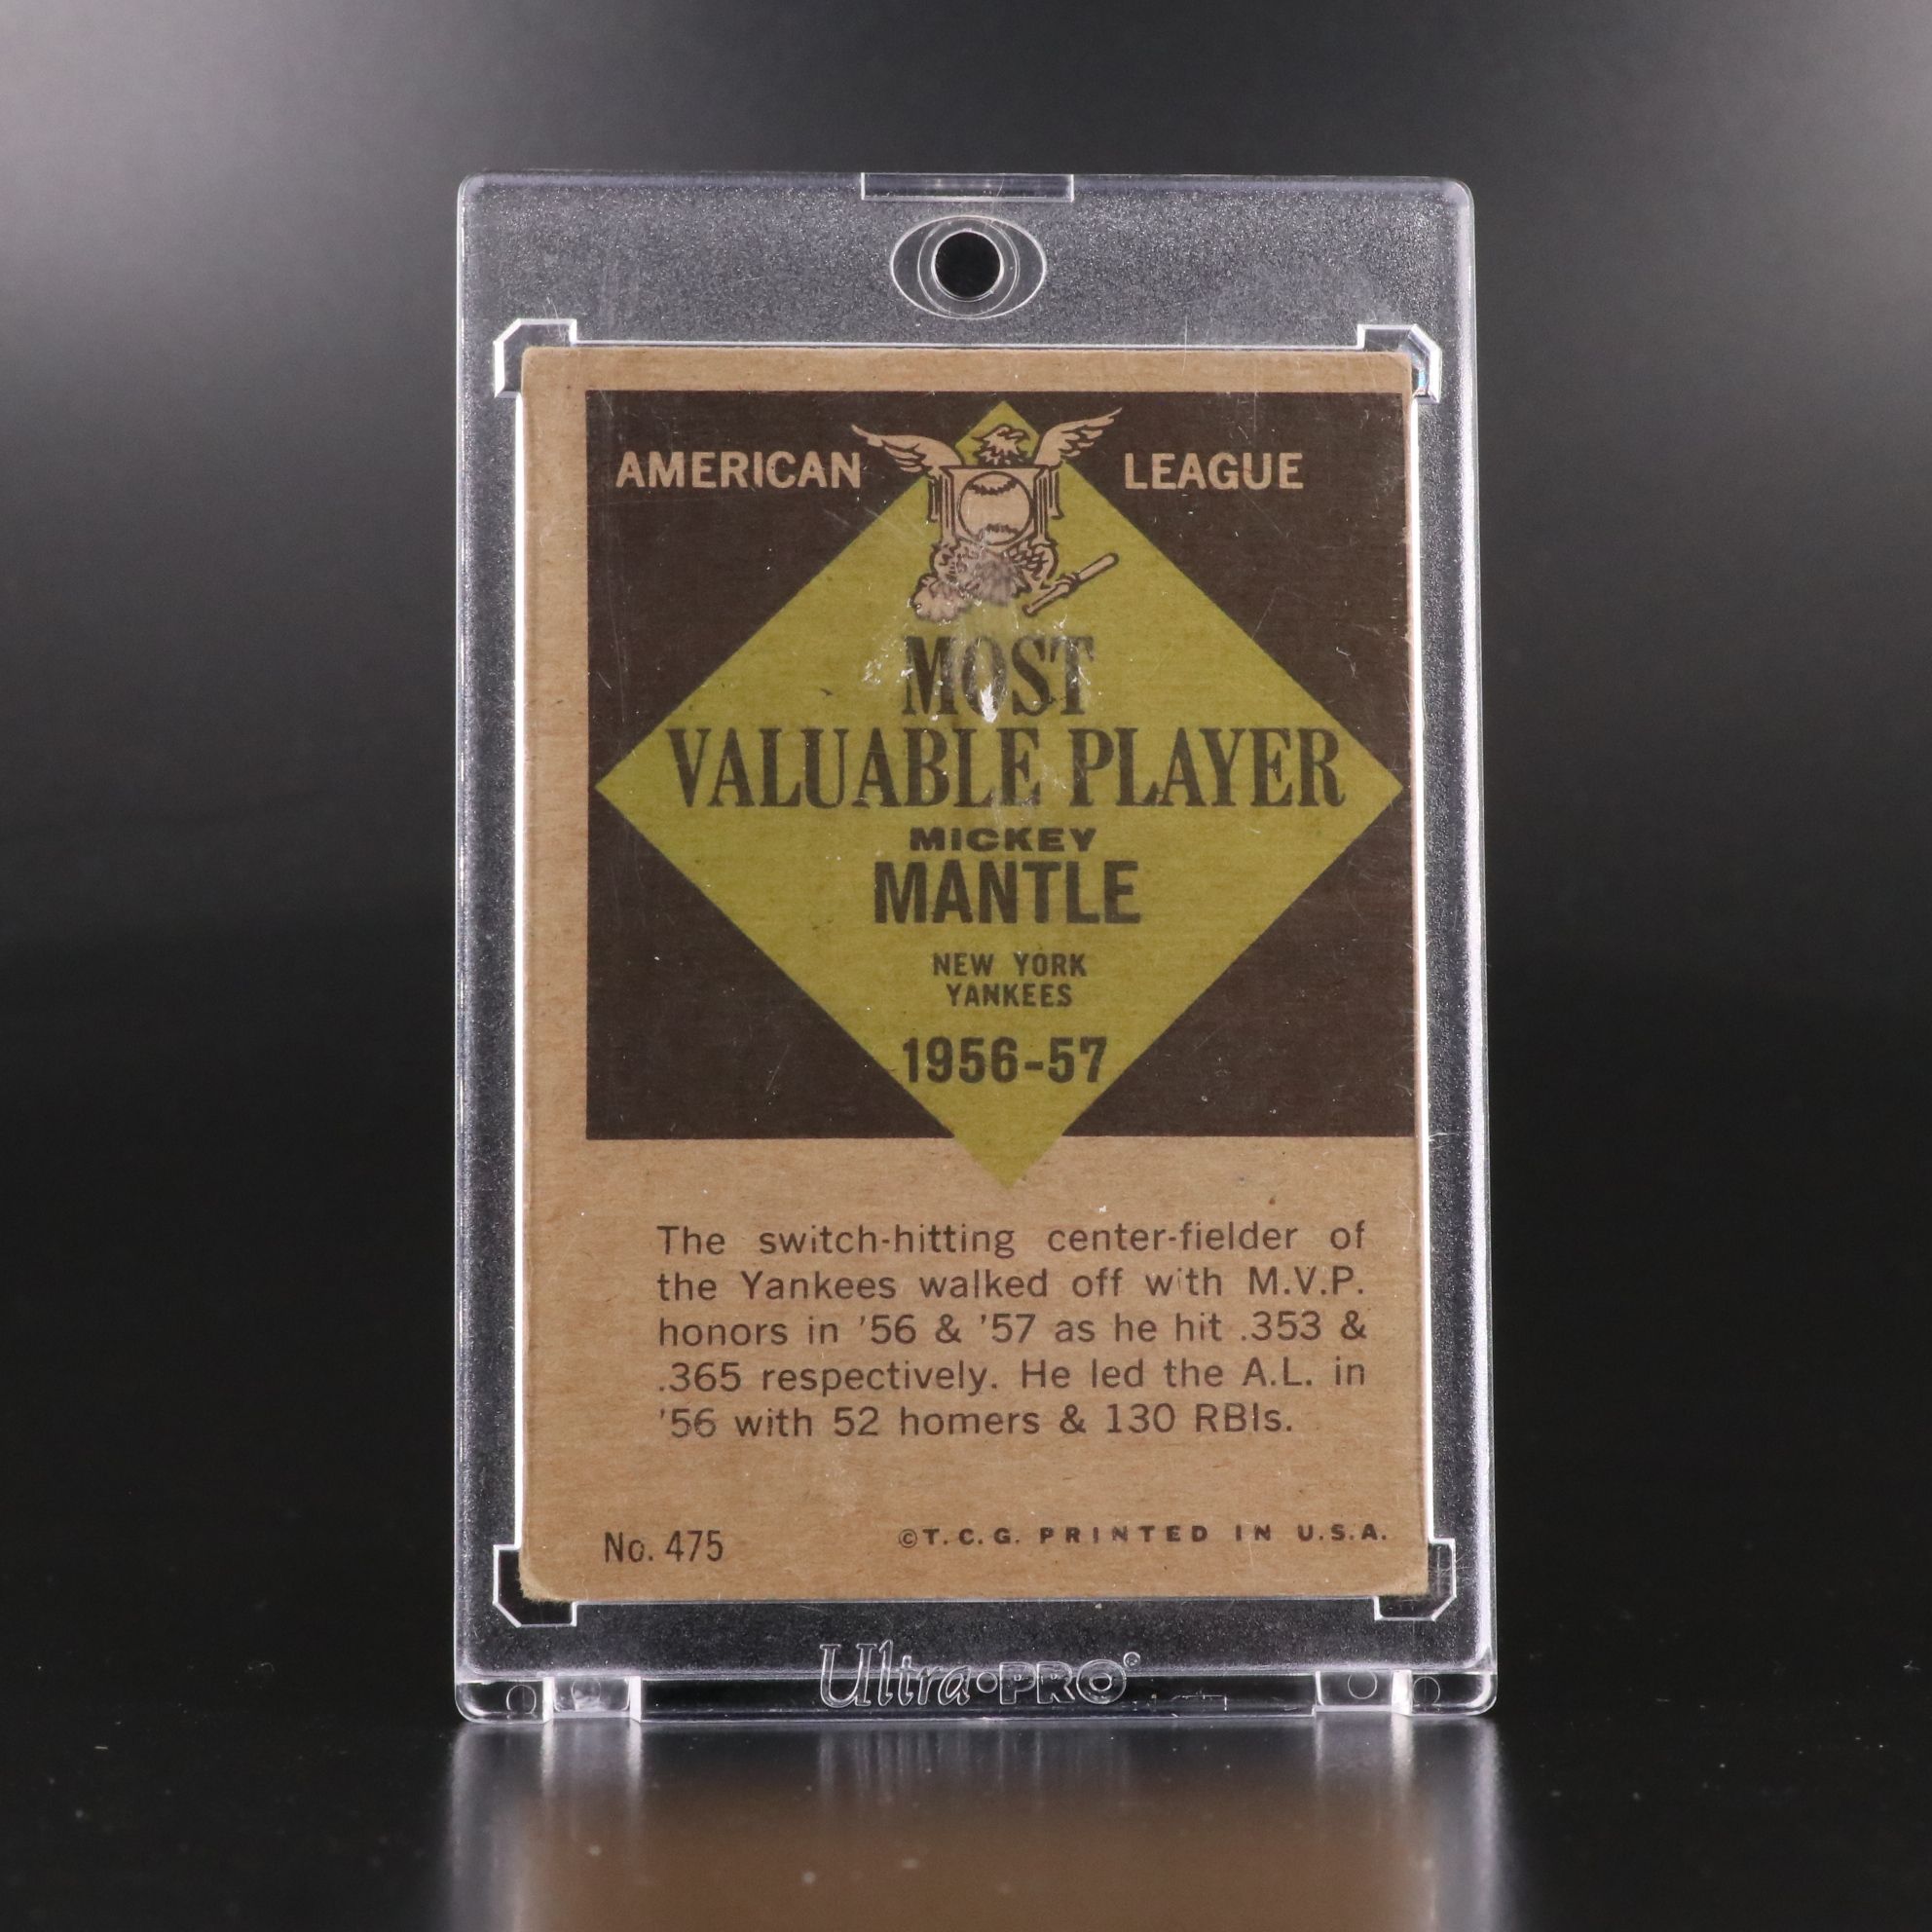 AMERICAN LEAGUE
MOST
VALUABLE PLAYER
MICKEY
MANTLE
NEW YORK
YANKEES
1956-57
The switch-hitting center-fielder of
the Yankees walked off with M.V.P.
honors in '56 & '57 as he hit .353 &
.365 respectively. He led the A.L. in
'56 with 52 homers & 130 RBIs.
No. 475 ©T.C.G. PRINTED IN U.S.A.
Ultra·PRO®